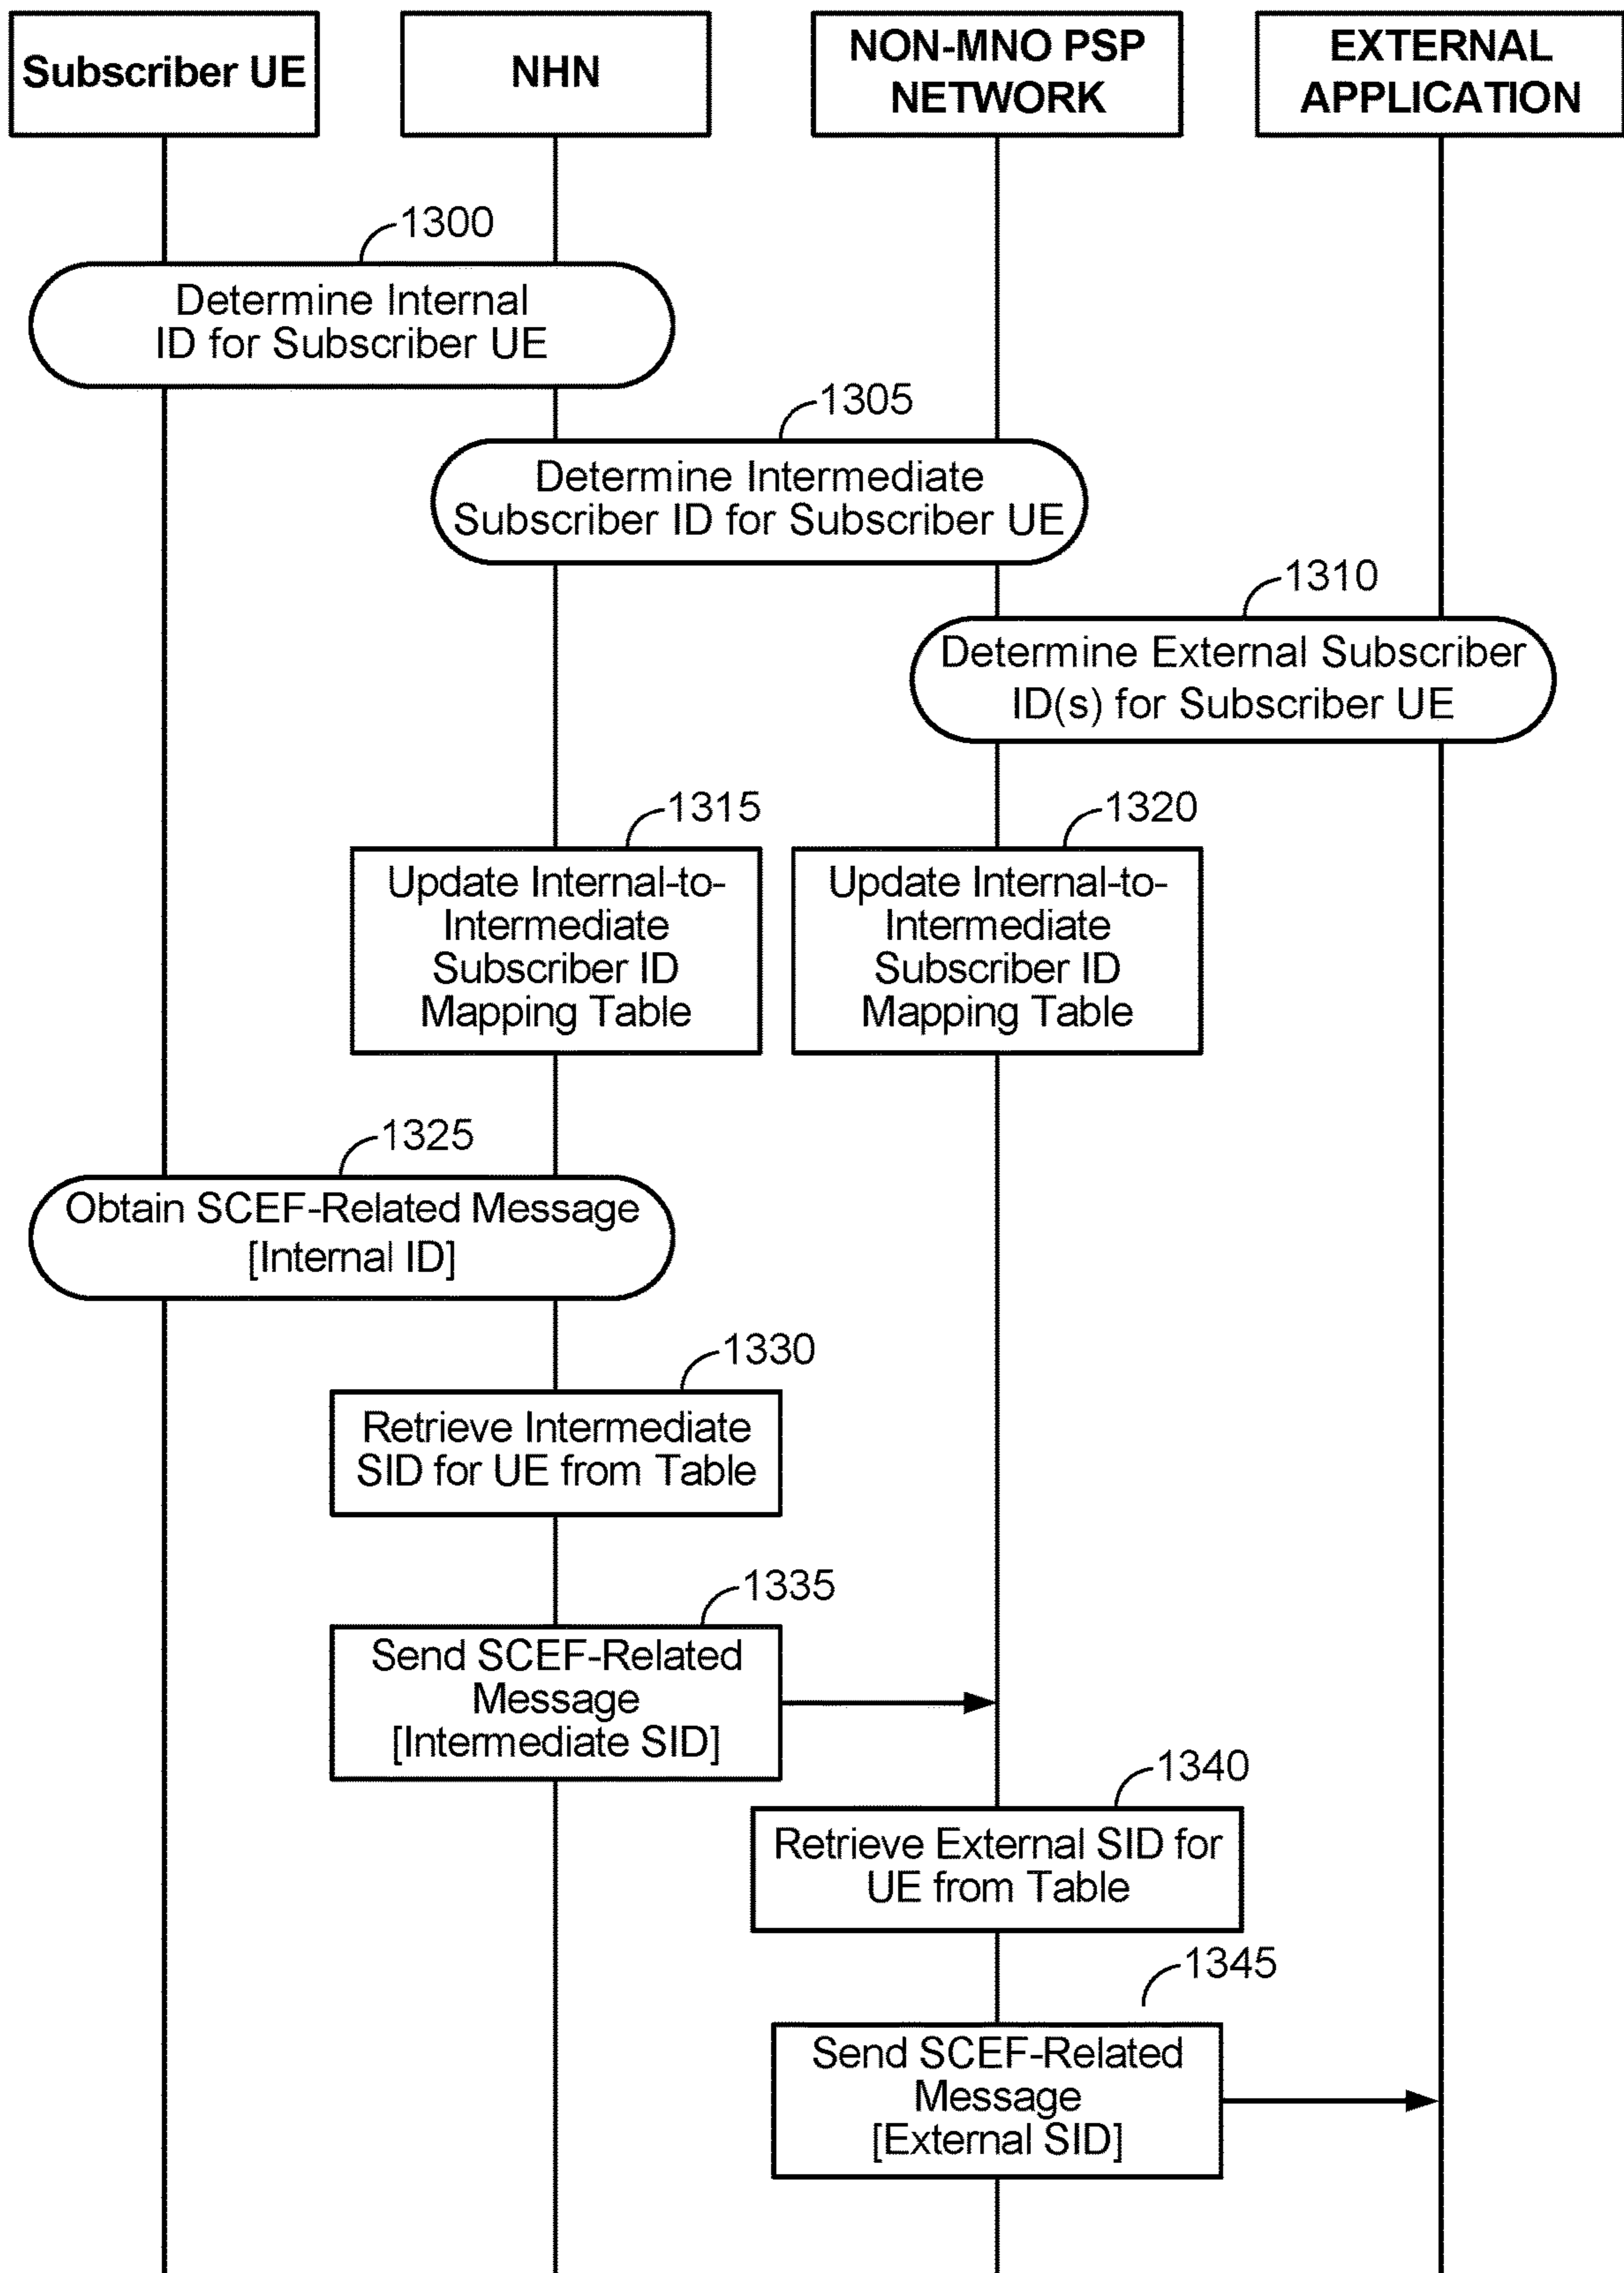 Subscriber UE
NHN
NON-MNO PSP
NETWORK
EXTERNAL
APPLICATION
1300
Determine Internal
ID for Subscriber UE
1305
Determine Intermediate
Subscriber ID for Subscriber UE
1310
Determine External Subscriber
ID(s) for Subscriber UE
1315
Update Internal-to-
Intermediate
Subscriber ID
Mapping Table
1320
Update Internal-to-
Intermediate
Subscriber ID
Mapping Table
1325
Obtain SCEF-Related Message
[Internal ID]
1330
Retrieve Intermediate
SID for UE from Table
1335
Send SCEF-Related
Message
[Intermediate SID]
1340
Retrieve External SID for
UE from Table
1345
Send SCEF-Related
Message
[External SID]